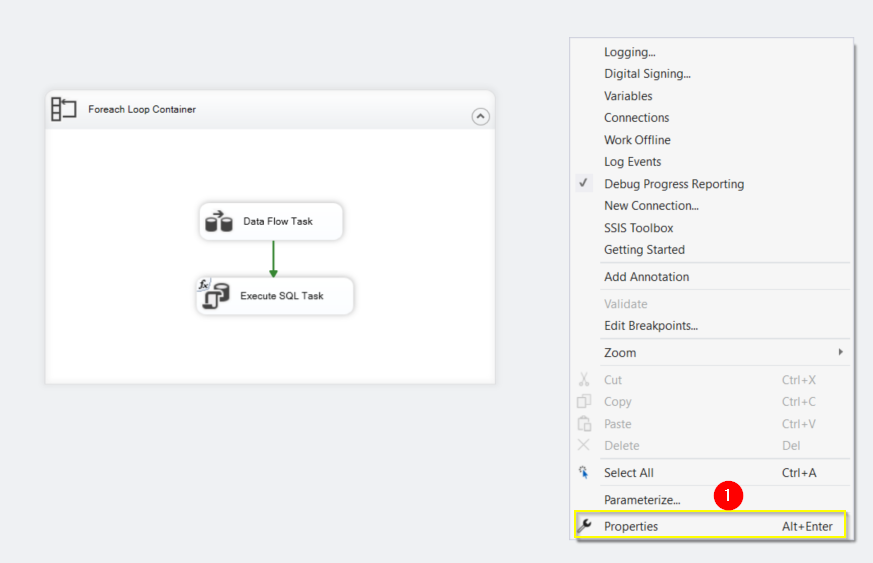 Foreach Loop Container
Data Flow Task
fx
Execute SQL Task
Logging...
Digital Signing...
Variables
Connections
Work Offline
Log Events
Debug Progress Reporting
New Connection...
SSIS Toolbox
Getting Started
Add Annotation
Validate
Edit Breakpoints...
Zoom
Cut Ctrl+X
Copy Ctrl+C
Paste Ctrl+V
Delete Del
Select All Ctrl+A
Parameterize...
1
Properties Alt+Enter